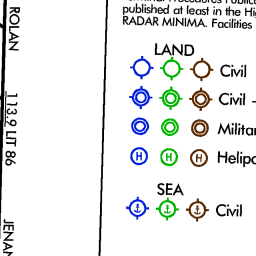 published at least in the Hig
RADAR MINIMA. Facilities
LAND
Civil
Civil -
Militar
H H H Helipo
SEA
Civil
ROLAN
113.9 LIT 86
JENAN